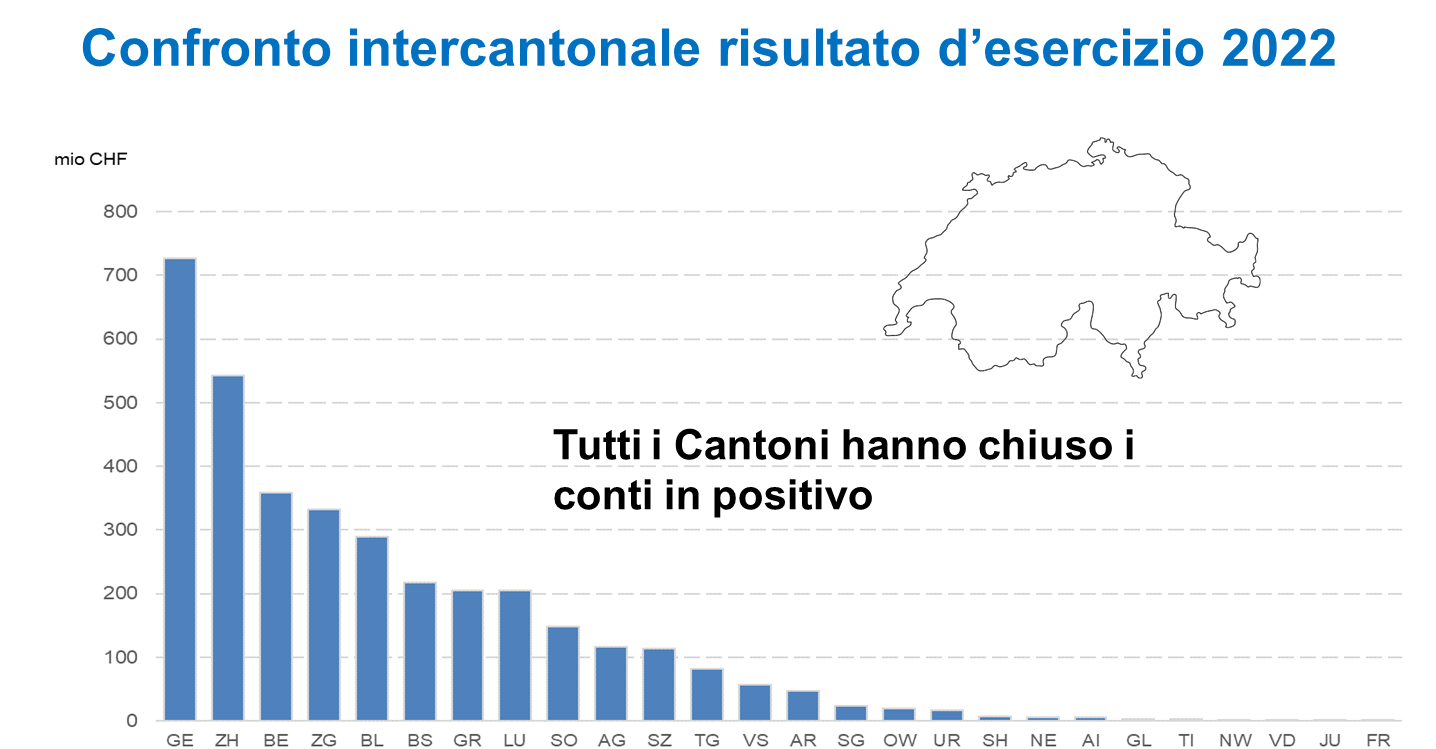 Confronto intercantonale risultato d’esercizio 2022
mio CHF
800
700
600
500
Tutti i Cantoni hanno chiuso i
400
conti in positivo
300
200
100
0
GE ZH BE ZG BL BS GR LU SO AG SZ TG VS AR SG OW UR SH NE AI GL TI NW VD JU FR